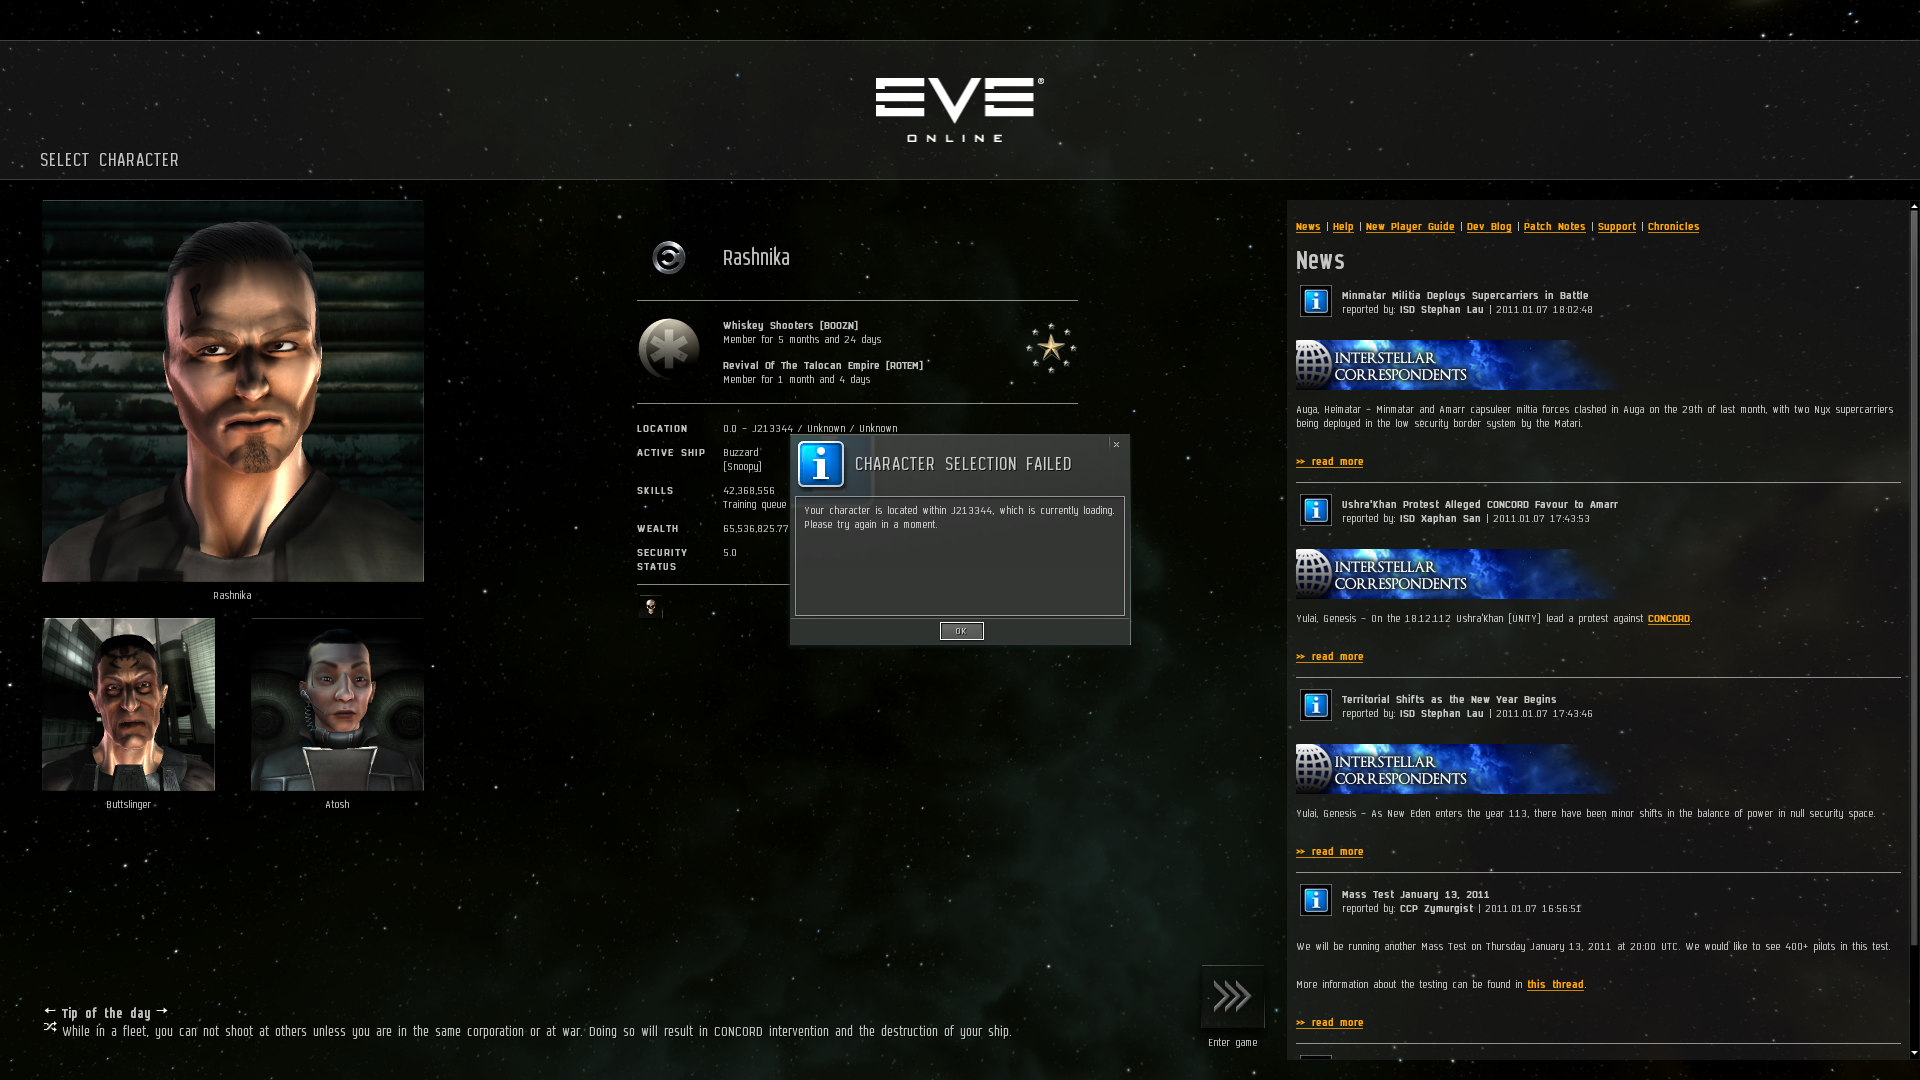 EVE®
ONLINE
SELECT CHARACTER
Rashnika
Buttslinger
Atosh
Rashnika
Whiskey Shooters [BOOZN]
Member for 5 months and 24 days
Revival Of The Talocan Empire [ROTEM]
Member for 1 month and 4 days
LOCATION 0.0 - J213344 / Unknown / Unknown
ACTIVE SHIP Buzzard
[Snoopy]
SKILLS 42,368,556
Training queue
WEALTH 65,536,825.77
SECURITY STATUS 5.0
CHARACTER SELECTION FAILED
Your character is located within J213344, which is currently loading.
Please try again in a moment.
OK
News | Help | New Player Guide | Dev Blog | Patch Notes | Support | Chronicles
News
Minmatar Militia Deploys Supercarriers in Battle
reported by: ISD Stephan Lau | 2011.01.07 18:02:48
INTERSTELLAR
CORRESPONDENTS
Auga, Heimatar - Minmatar and Amarr capsuleer miltia forces clashed in Auga on the 29th of last month, with two Nyx supercarriers
being deployed in the low security border system by the Matari.
>> read more
Ushra'Khan Protest Alleged CONCORD Favour to Amarr
reported by: ISD Xaphan San | 2011.01.07 17:43:53
INTERSTELLAR
CORRESPONDENTS
Yulai, Genesis - On the 18.12.112 Ushra'Khan [UNITY] lead a protest against CONCORD.
>> read more
Territorial Shifts as the New Year Begins
reported by: ISD Stephan Lau | 2011.01.07 17:43:46
INTERSTELLAR
CORRESPONDENTS
Yulai, Genesis - As New Eden enters the year 113, there have been minor shifts in the balance of power in null security space.
>> read more
Mass Test January 13, 2011
reported by: CCP Zymurgist | 2011.01.07 16:56:51
We will be running another Mass Test on Thursday January 13, 2011 at 20:00 UTC. We would like to see 400+ pilots in this test.
More information about the testing can be found in this thread.
>> read more
Tip of the day
While in a fleet, you can not shoot at others unless you are in the same corporation or at war. Doing so will result in CONCORD intervention and the destruction of your ship.
Enter game